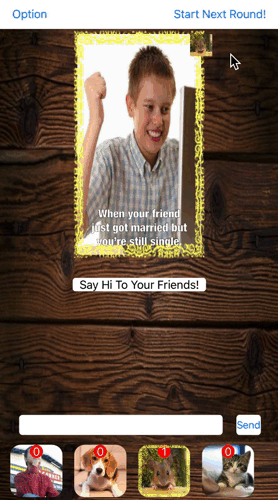 Option
Start Next Round!
When your friend
just got married but
you're still single.
Say Hi To Your Friends!
Send
0
0
1
0